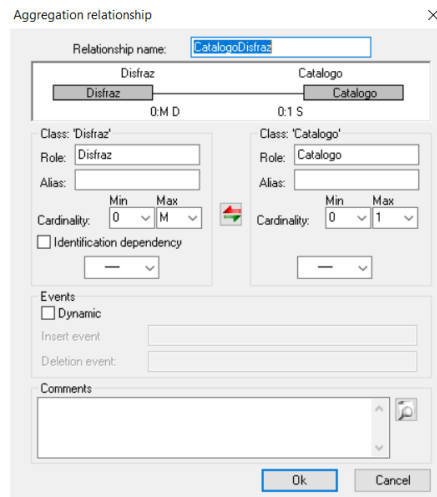 Aggregation relationship
Relationship name: CatalogoDisfraz
Disfraz Catalogo
Disfraz Catalogo
0:M D 0:1 S
Class: 'Disfraz' Class: 'Catalogo'
Role: Disfraz Role: Catalogo
Alias: Alias:
Min Max Min Max
Cardinality: 0 M Cardinality: 0 1
Identification dependency
Events
Dynamic
Insert event
Deletion event:
Comments
Ok Cancel